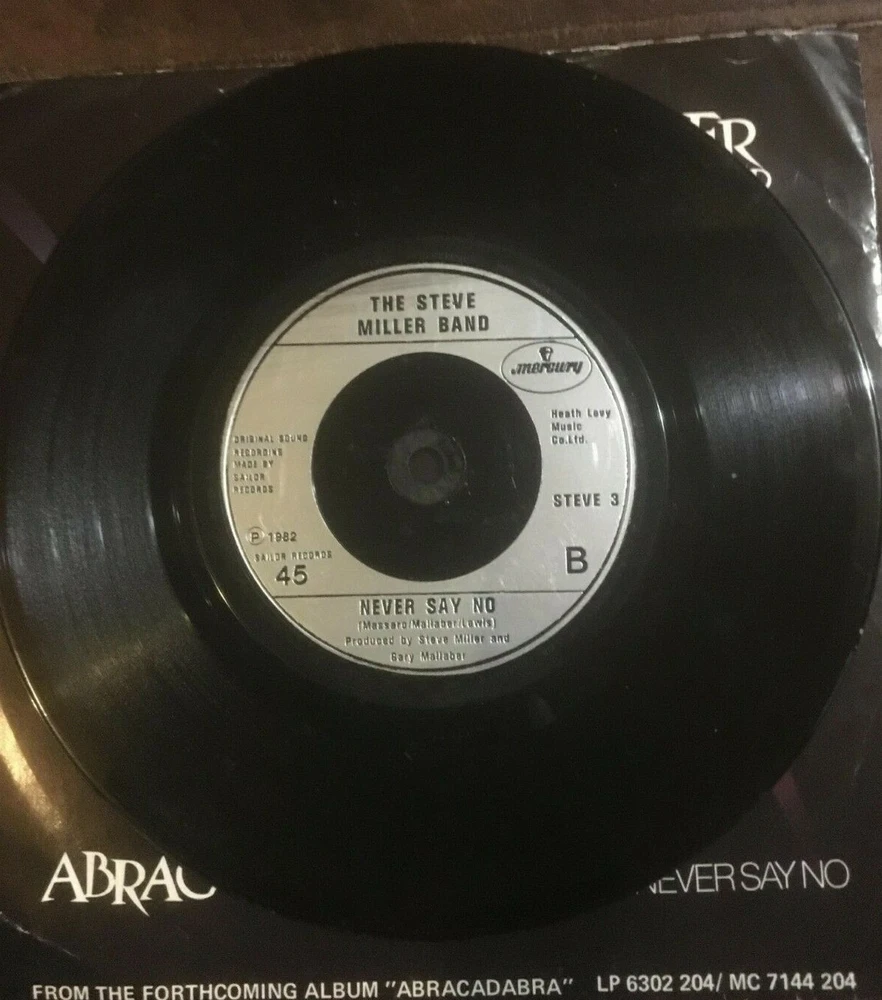 ER
THE STEVE
MILLER BAND
mercury
Heath Levy
Music
Co.Ltd.
ORIGINAL SOUND
RECORDING
MADE BY
SAILOR
RECORDS
STEVE 3
Ⓟ 1982
SAILOR RECORDS
45
B
NEVER SAY NO
(Massaro/Mallaber/Lewis)
Produced by Steve Miller and
Gary Mallaber
ABRAC
NEVER SAY NO
FROM THE FORTHCOMING ALBUM "ABRACADABRA" LP 6302 204/ MC 7144 204